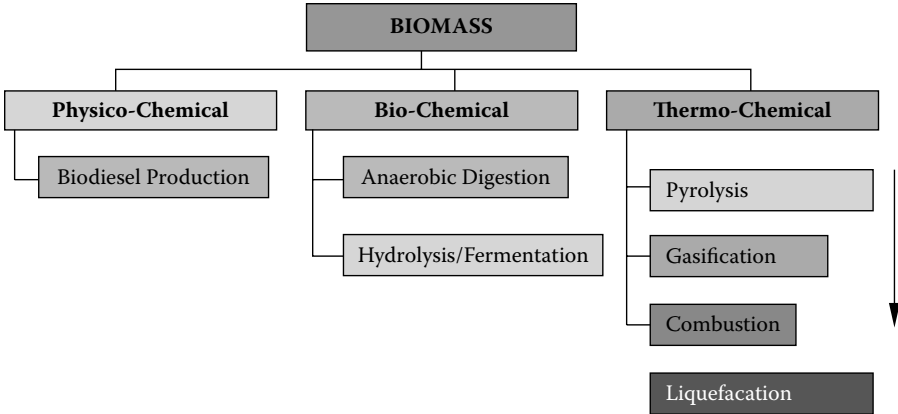 BIOMASS
Physico-Chemical
Bio-Chemical
Thermo-Chemical
Biodiesel Production
Anaerobic Digestion
Pyrolysis
Hydrolysis/Fermentation
Gasification
Combustion
Liquefacation